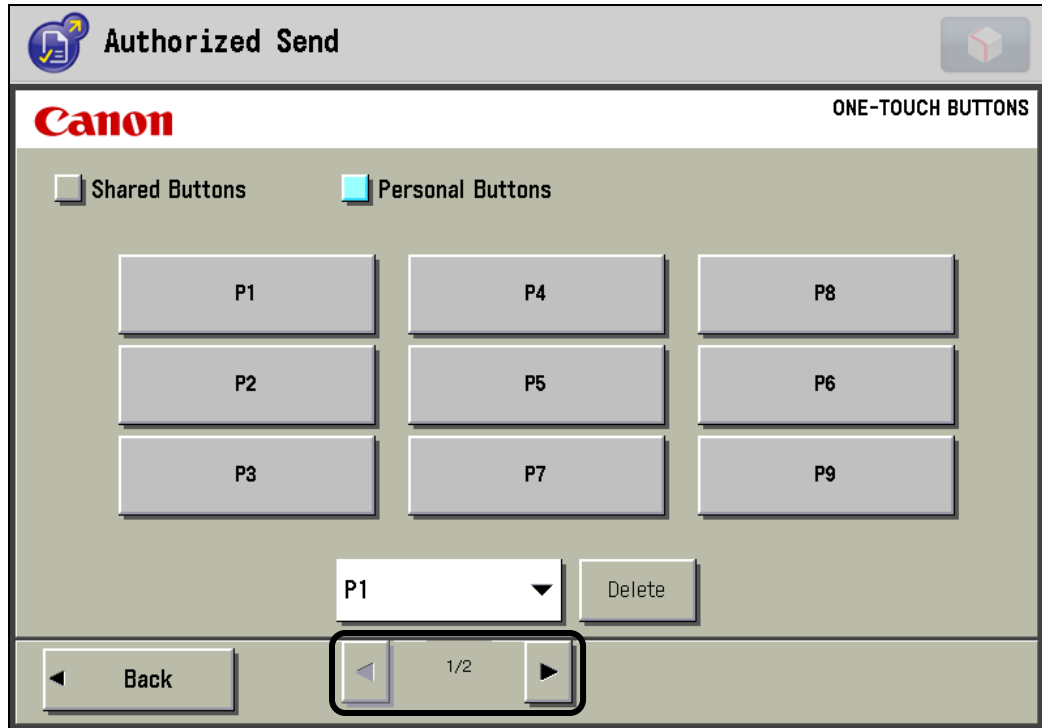 Authorized Send
Canon
ONE-TOUCH BUTTONS
Shared Buttons
Personal Buttons
P1
P4
P8
P2
P5
P6
P3
P7
P9
P1
Delete
Back
1/2